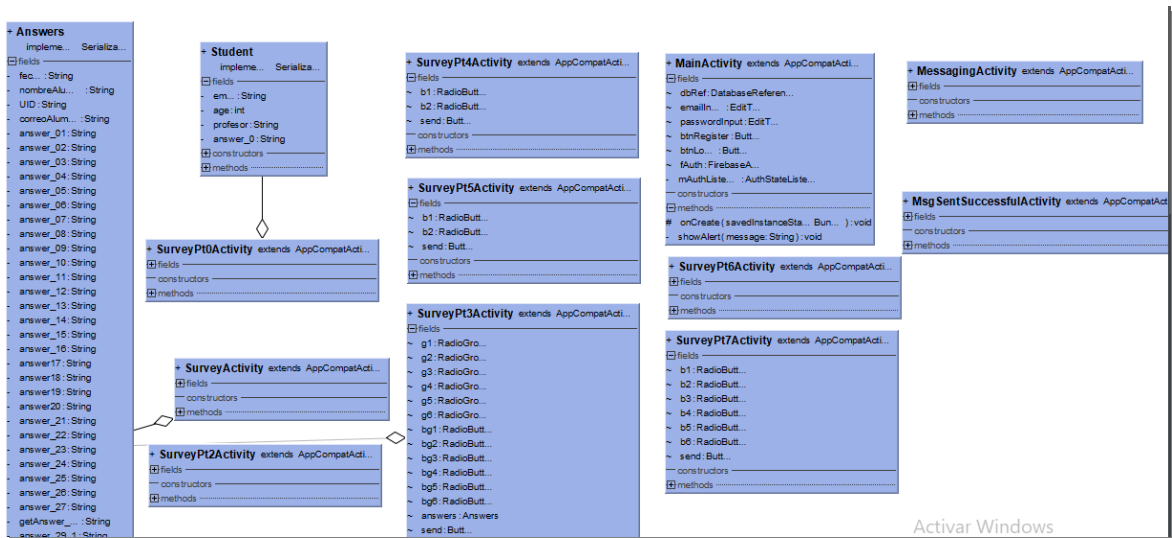 + Answers
impleme... Serializa...
fields
- fec... : String
- nombreAlu... : String
- UID : String
- correoAlum... : String
- answer_01 : String
- answer_02 : String
- answer_03 : String
- answer_04 : String
- answer_05 : String
- answer_06 : String
- answer_07 : String
- answer_08 : String
- answer_09 : String
- answer_10 : String
- answer_11 : String
- answer_12 : String
- answer_13 : String
- answer_14 : String
- answer_15 : String
- answer_16 : String
- answer17 : String
- answer18 : String
- answer19 : String
- answer20 : String
- answer_21 : String
- answer_22 : String
- answer_23 : String
- answer_24 : String
- answer_25 : String
- answer_26 : String
- answer_27 : String
- getAnswer_... : String
- answer_29_1 : String
+ Student
impleme... Serializa...
fields
- em... : String
- age : int
- profesor : String
- answer_0 : String
constructors
methods
+ SurveyPt0Activity extends AppCompatActi...
fields
constructors
methods
+ SurveyActivity extends AppCompatActi...
fields
constructors
methods
+ SurveyPt2Activity extends AppCompatActi...
fields
constructors
methods
+ SurveyPt4Activity extends AppCompatActi...
fields
~ b1 : RadioButt...
~ b2 : RadioButt...
~ send : Butt...
constructors
methods
+ SurveyPt5Activity extends AppCompatActi...
fields
~ b1 : RadioButt...
~ b2 : RadioButt...
~ send : Butt...
constructors
methods
+ SurveyPt3Activity extends AppCompatActi...
fields
~ g1 : RadioGro...
~ g2 : RadioGro...
~ g3 : RadioGro...
~ g4 : RadioGro...
~ g5 : RadioGro...
~ g6 : RadioGro...
~ bg1 : RadioButt...
~ bg2 : RadioButt...
~ bg3 : RadioButt...
~ bg4 : RadioButt...
~ bg5 : RadioButt...
~ bg6 : RadioButt...
~ answers : Answers
~ send : Butt...
+ MainActivity extends AppCompatActi...
fields
~ dbRef : DatabaseReferen...
~ emailIn... : EditT...
~ passwordInput : EditT...
~ btnRegister : Butt...
~ btnLo... : Butt...
~ fAuth : FirebaseA...
- mAuthListe... : AuthStateListe...
constructors
methods
# onCreate ( savedInstanceSta... Bun... ) : void
- showAlert ( message: String ) : void
+ SurveyPt6Activity extends AppCompatActi...
fields
constructors
methods
+ SurveyPt7Activity extends AppCompatActi...
fields
~ b1 : RadioButt...
~ b2 : RadioButt...
~ b3 : RadioButt...
~ b4 : RadioButt...
~ b5 : RadioButt...
~ b6 : RadioButt...
~ send : Butt...
constructors
methods
+ MessagingActivity extends AppCompatActi...
fields
constructors
methods
+ MsgSentSuccessfulActivity extends AppCompatAct
fields
constructors
methods
Activar Windows